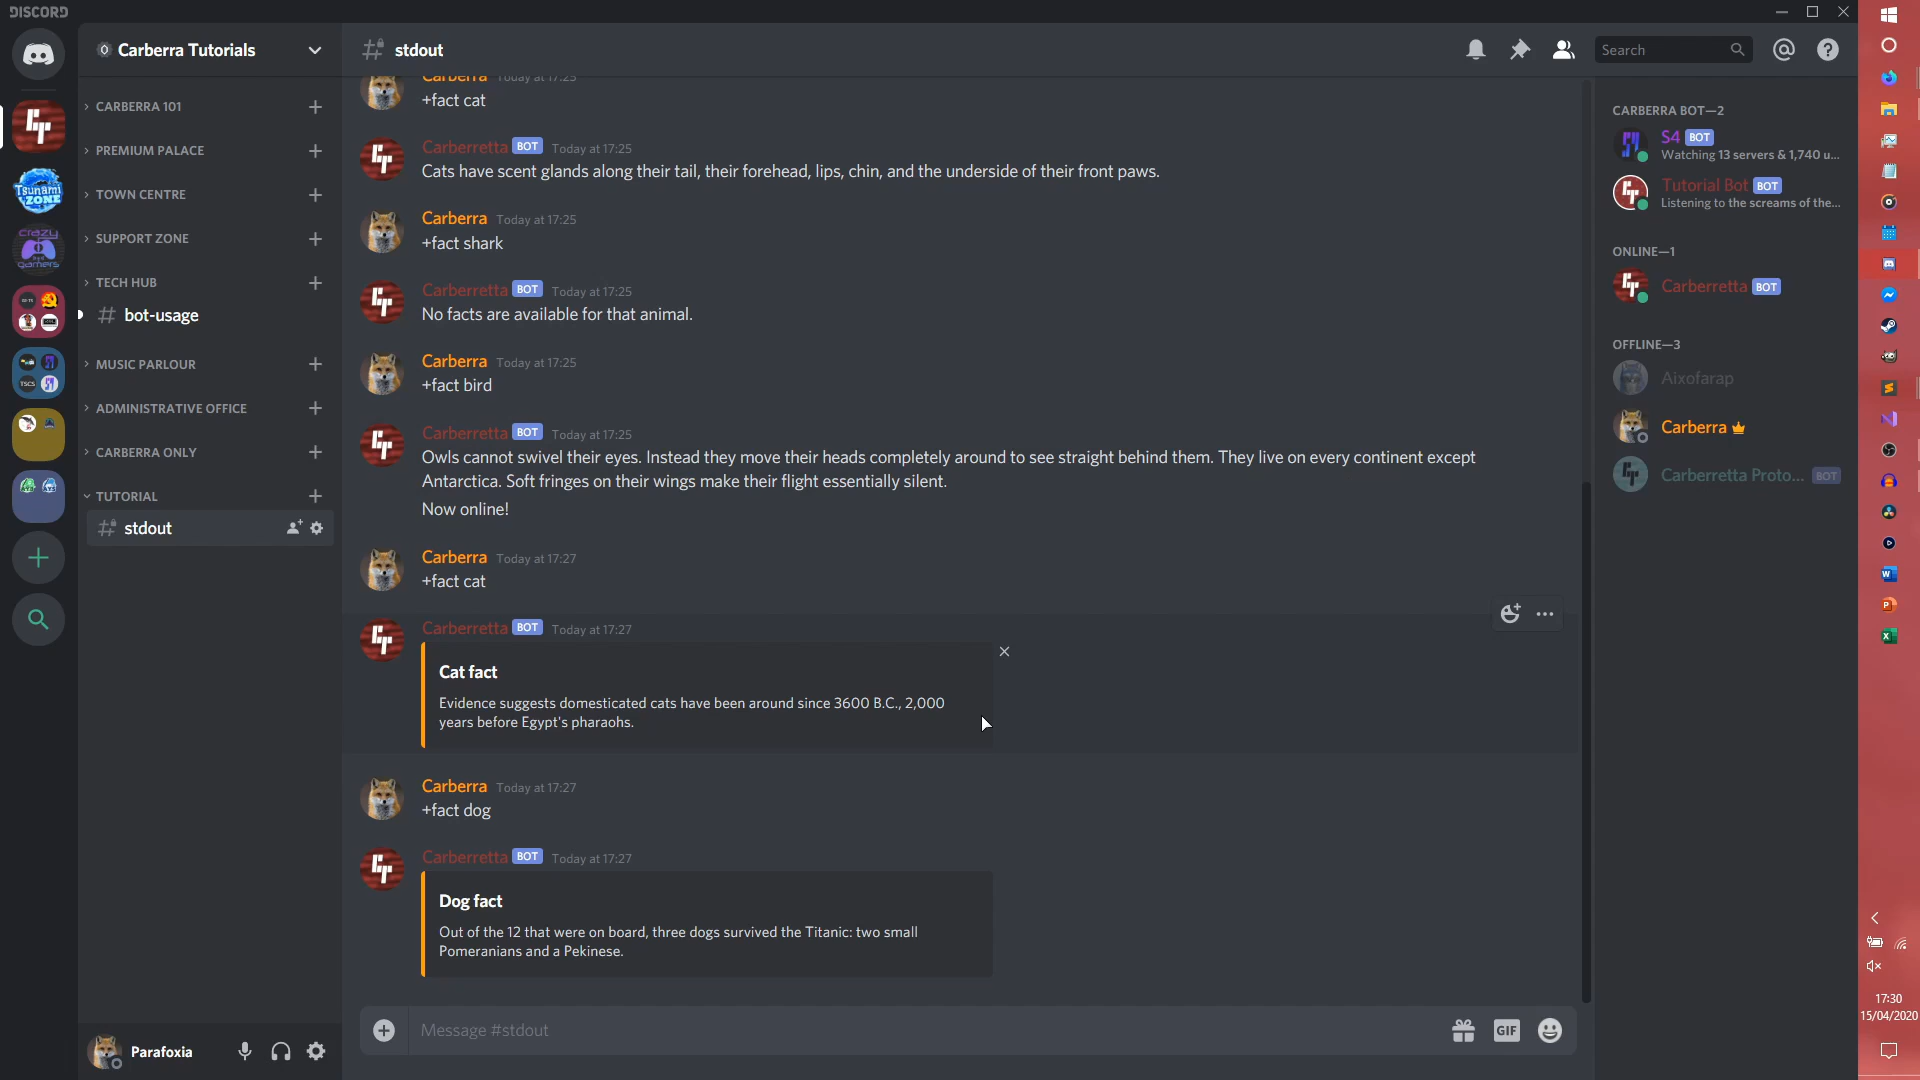 DISCORD
Carberra Tutorials
CARBERRA 101
PREMIUM PALACE
TOWN CENTRE
SUPPORT ZONE
TECH HUB
bot-usage
MUSIC PARLOUR
ADMINISTRATIVE OFFICE
CARBERRA ONLY
TUTORIAL
stdout
Parafoxia
Tsunami
ZONE
crazy
gamers
TSCS
stdout
Search
Carberra Today at 17:25
+fact cat
Carberretta BOT Today at 17:25
Cats have scent glands along their tail, their forehead, lips, chin, and the underside of their front paws.
Carberra Today at 17:25
+fact shark
Carberretta BOT Today at 17:25
No facts are available for that animal.
Carberra Today at 17:25
+fact bird
Carberretta BOT Today at 17:25
Owls cannot swivel their eyes. Instead they move their heads completely around to see straight behind them. They live on every continent except
Antarctica. Soft fringes on their wings make their flight essentially silent.
Now online!
Carberra Today at 17:27
+fact cat
Carberretta BOT Today at 17:27
Cat fact
Evidence suggests domesticated cats have been around since 3600 B.C., 2,000
years before Egypt's pharaohs.
Carberra Today at 17:27
+fact dog
Carberretta BOT Today at 17:27
Dog fact
Out of the 12 that were on board, three dogs survived the Titanic: two small
Pomeranians and a Pekinese.
Message #stdout
GIF
CARBERRA BOT—2
S4 BOT
Watching 13 servers & 1,740 u...
Tutorial Bot BOT
Listening to the screams of the...
ONLINE—1
Carberretta BOT
OFFLINE—3
Aixofarap
Carberra
Carberretta Proto... BOT
17:30
15/04/2020